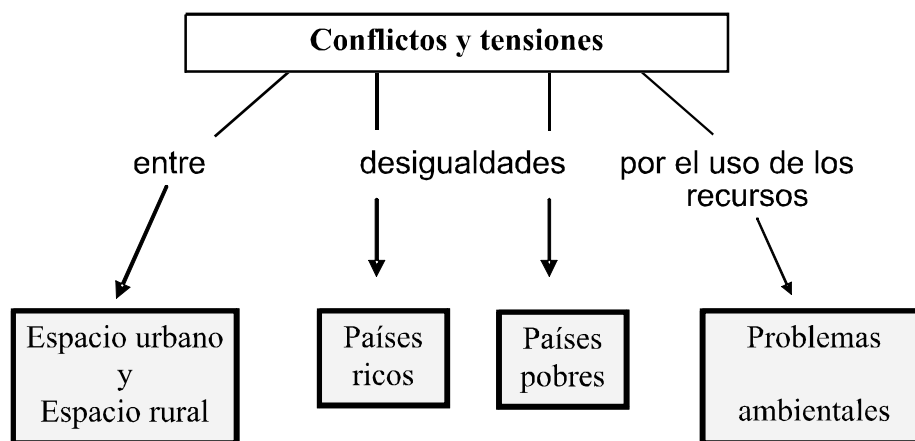 Conflictos y tensiones
entre
desigualdades
por el uso de los
recursos
Espacio urbano
y
Espacio rural
Países
ricos
Países
pobres
Problemas
ambientales